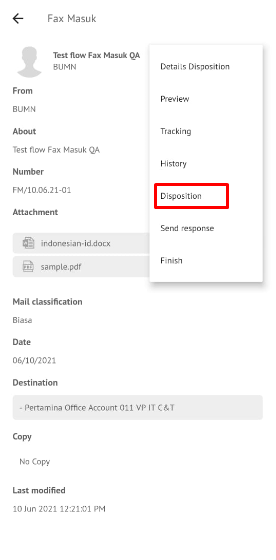 Fax Masuk
Test flow Fax Masuk QA
BUMN
From
BUMN
About
Test flow Fax Masuk QA
Number
FM/10.06.21-01
Attachment
indonesian-id.docx
sample.pdf
Mail classification
Biasa
Date
06/10/2021
Destination
- Pertamina Office Account 011 VP IT C&T
Copy
No Copy
Last modified
10 Jun 2021 12:21:01 PM
Details Disposition
Preview
Tracking
History
Disposition
Send response
Finish